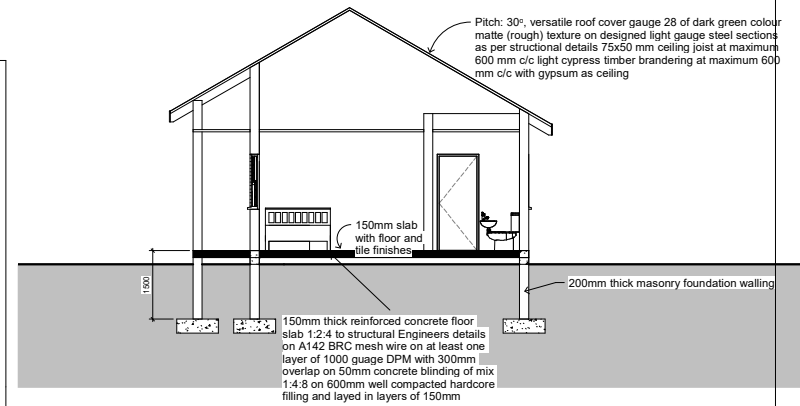 Pitch: 30°, versatile roof cover gauge 28 of dark green colour
matte (rough) texture on designed light gauge steel sections
as per structional details 75x50 mm ceiling joist at maximum
600 mm c/c light cypress timber brandering at maximum 600
mm c/c with gypsum as ceiling
150mm slab
with floor and
tile finishes
1500
200mm thick masonry foundation walling
150mm thick reinforced concrete floor
slab 1:2:4 to structural Engineers details
on A142 BRC mesh wire on at least one
layer of 1000 guage DPM with 300mm
overlap on 50mm concrete blinding of mix
1:4:8 on 600mm well compacted hardcore
filling and layed in layers of 150mm